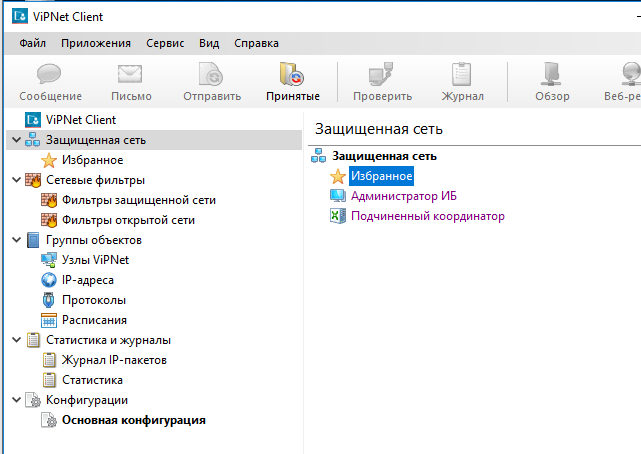 ViPNet Client
Файл Приложения Сервис Вид Справка
Сообщение Письмо Отправить Принятые Проверить Журнал Обзор
ViPNet Client
Защищенная сеть
Избранное
Сетевые фильтры
Фильтры защищенной сети
Фильтры открытой сети
Группы объектов
Узлы ViPNet
IP-адреса
Протоколы
Расписания
Статистика и журналы
Журнал IP-пакетов
Статистика
Конфигурации
Основная конфигурация
Защищенная сеть
Защищенная сеть
Избранное
Администратор ИБ
Подчиненный координатор